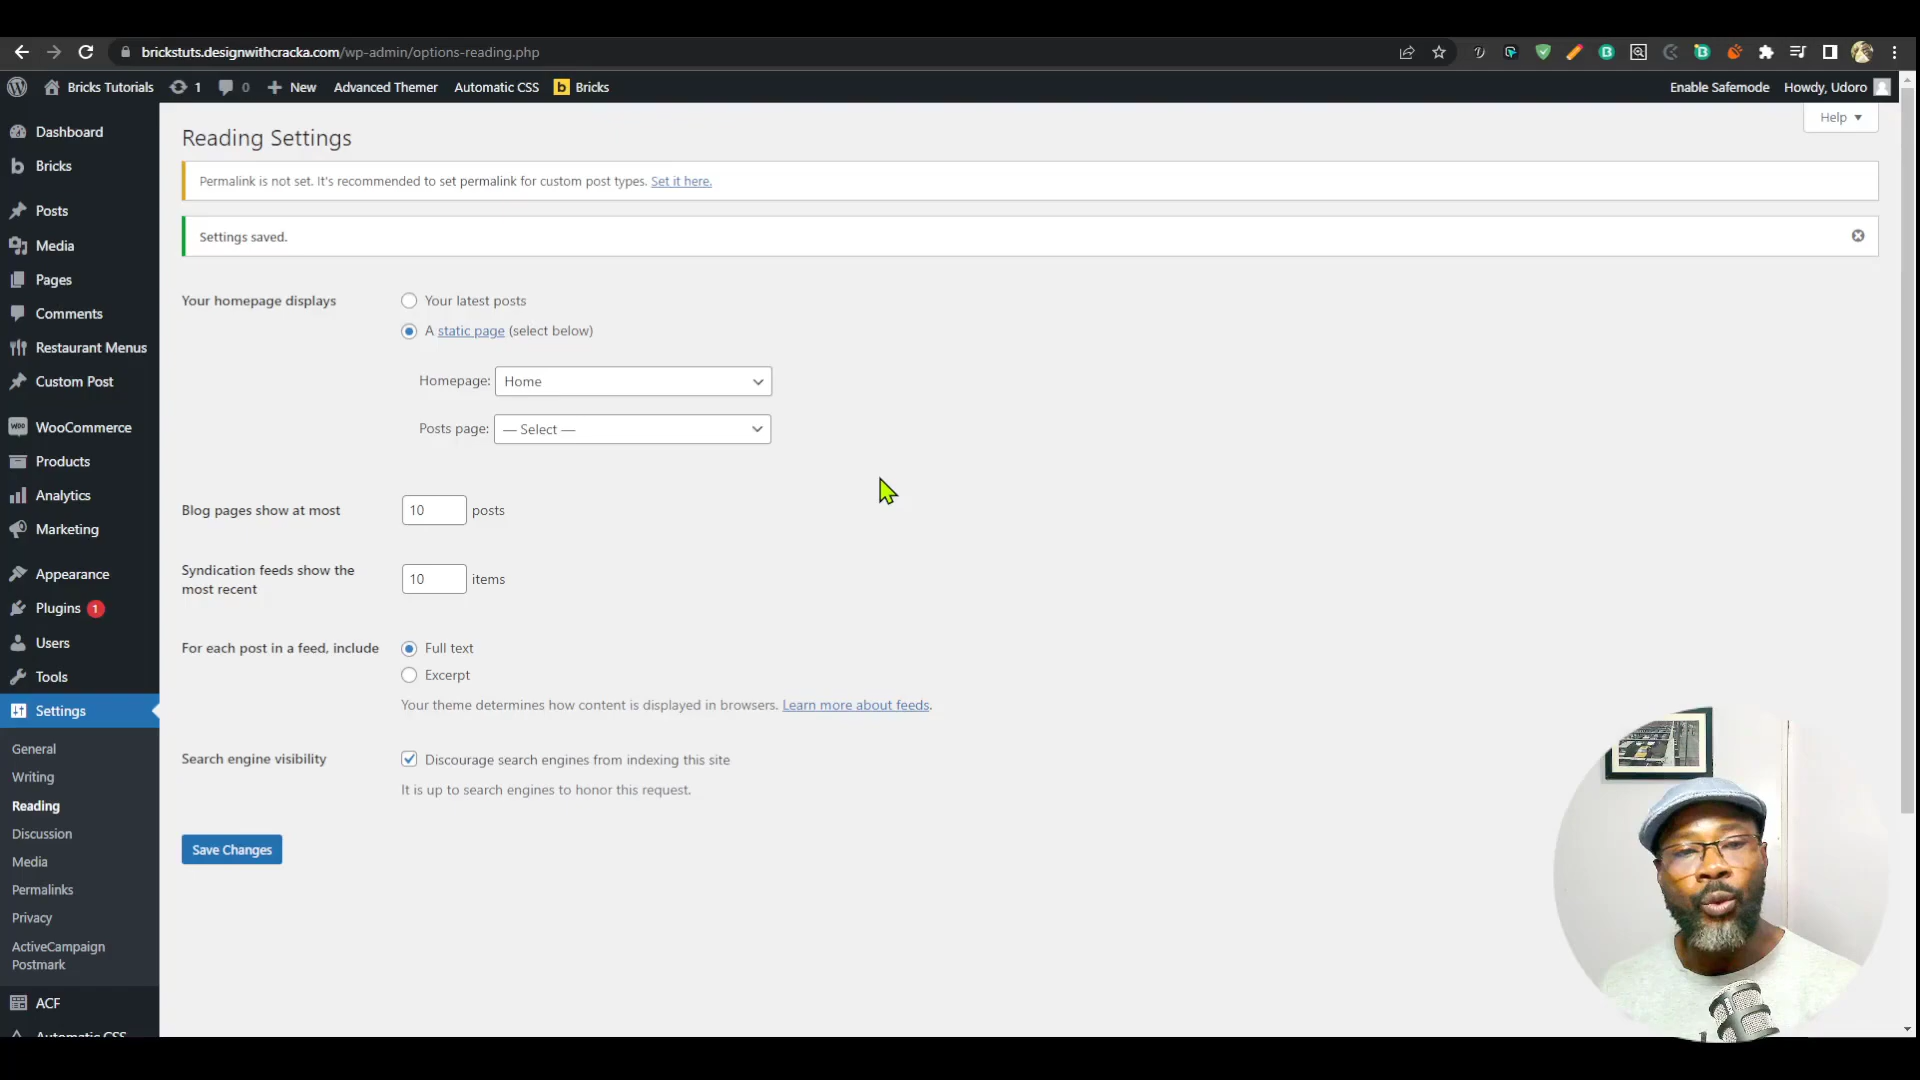 brickstuts.designwithcracka.com/wp-admin/options-reading.php
Bricks Tutorials 1 0 New Advanced Themer Automatic CSS b Bricks Enable Safemode Howdy, Udoro
Help
Dashboard
Bricks
Posts
Media
Pages
Comments
Restaurant Menus
Custom Post
WooCommerce
Products
Analytics
Marketing
Appearance
Plugins 1
Users
Tools
Settings
General
Writing
Reading
Discussion
Media
Permalinks
Privacy
ActiveCampaign
Postmark
ACF
Automatic CSS
Reading Settings
Permalink is not set. It's recommended to set permalink for custom post types. Set it here.
Settings saved.
Your homepage displays
Your latest posts
A static page (select below)
Homepage: Home
Posts page: — Select —
Blog pages show at most 10 posts
Syndication feeds show the
most recent
10 items
For each post in a feed, include
Full text
Excerpt
Your theme determines how content is displayed in browsers. Learn more about feeds.
Search engine visibility
Discourage search engines from indexing this site
It is up to search engines to honor this request.
Save Changes